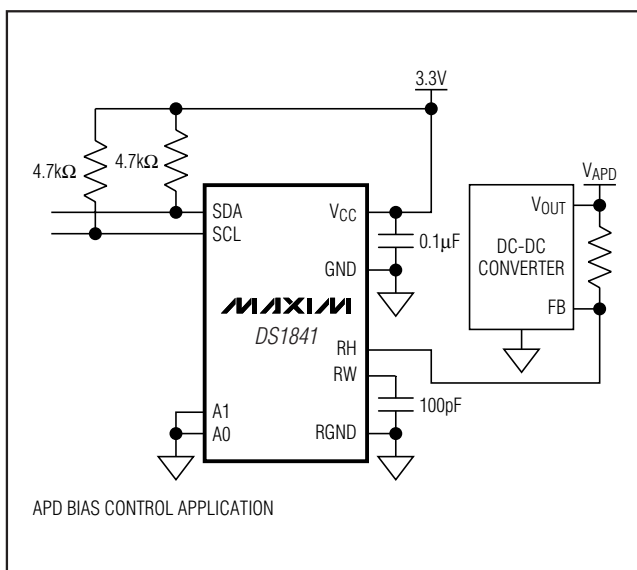 3.3V
4.7kΩ
4.7kΩ
VAPD
SDA
VCC
VOUT
SCL
0.1µF
DC-DC
CONVERTER
GND
FB
MAXIM
DS1841
RH
RW
100pF
A1
A0
RGND
APD BIAS CONTROL APPLICATION